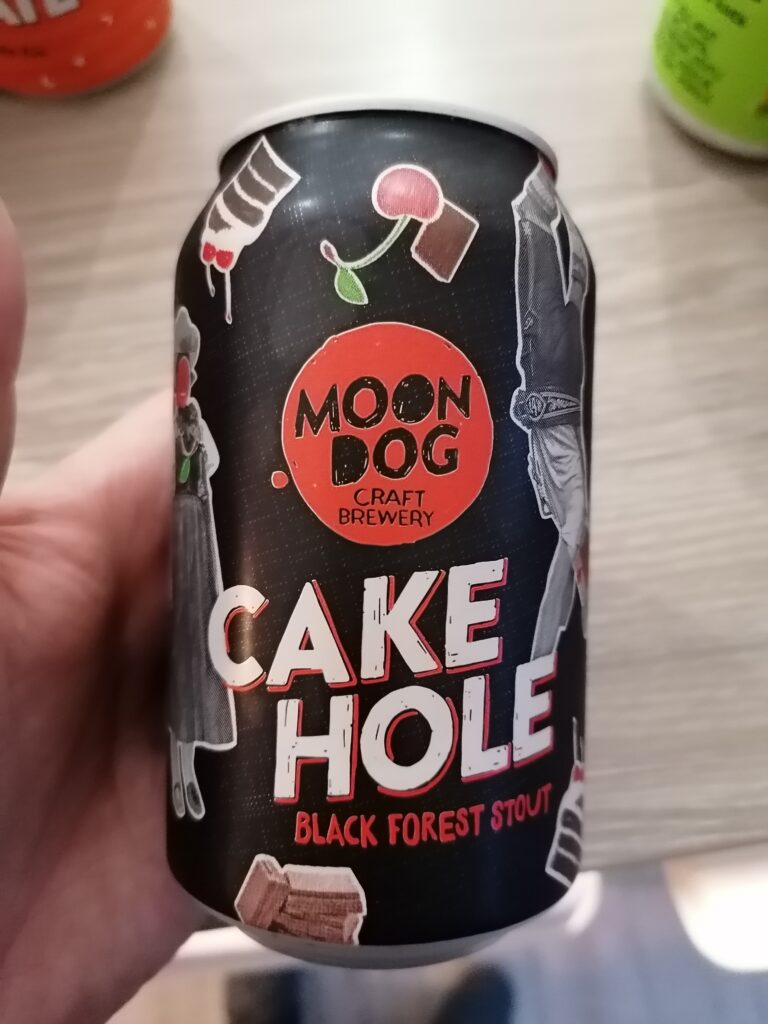 MOON
DOG
CRAFT
BREWERY
CAKE
HOLE
BLACK FOREST STOUT